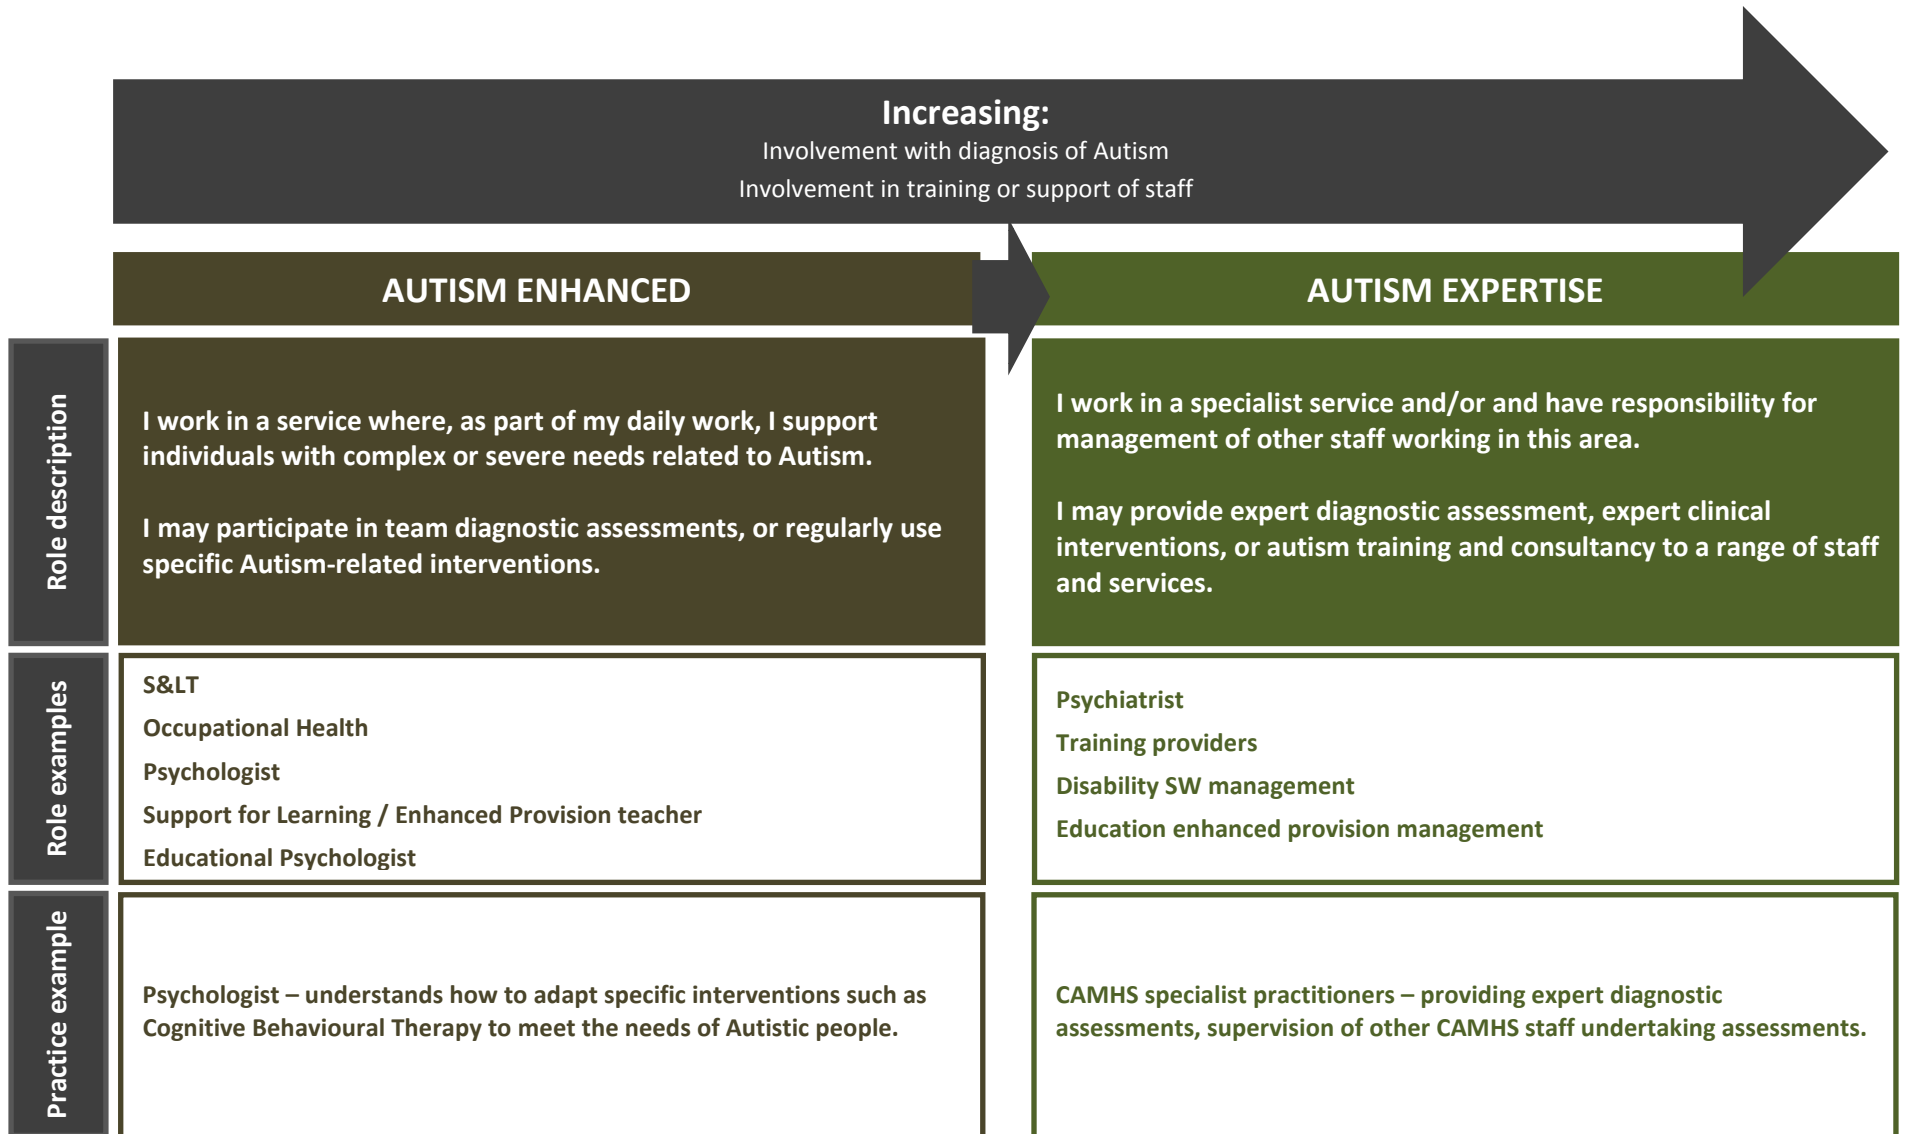 Increasing:
Involvement with diagnosis of Autism
Involvement in training or support of staff
AUTISM ENHANCED
AUTISM EXPERTISE
Role description
I work in a service where, as part of my daily work, I support
individuals with complex or severe needs related to Autism.
I may participate in team diagnostic assessments, or regularly use
specific Autism-related interventions.
I work in a specialist service and/or and have responsibility for
management of other staff working in this area.
I may provide expert diagnostic assessment, expert clinical
interventions, or autism training and consultancy to a range of staff
and services.
Role examples
S&LT
Occupational Health
Psychologist
Support for Learning / Enhanced Provision teacher
Educational Psychologist
Psychiatrist
Training providers
Disability SW management
Education enhanced provision management
Practice example
Psychologist – understands how to adapt specific interventions such as
Cognitive Behavioural Therapy to meet the needs of Autistic people.
CAMHS specialist practitioners – providing expert diagnostic
assessments, supervision of other CAMHS staff undertaking assessments.